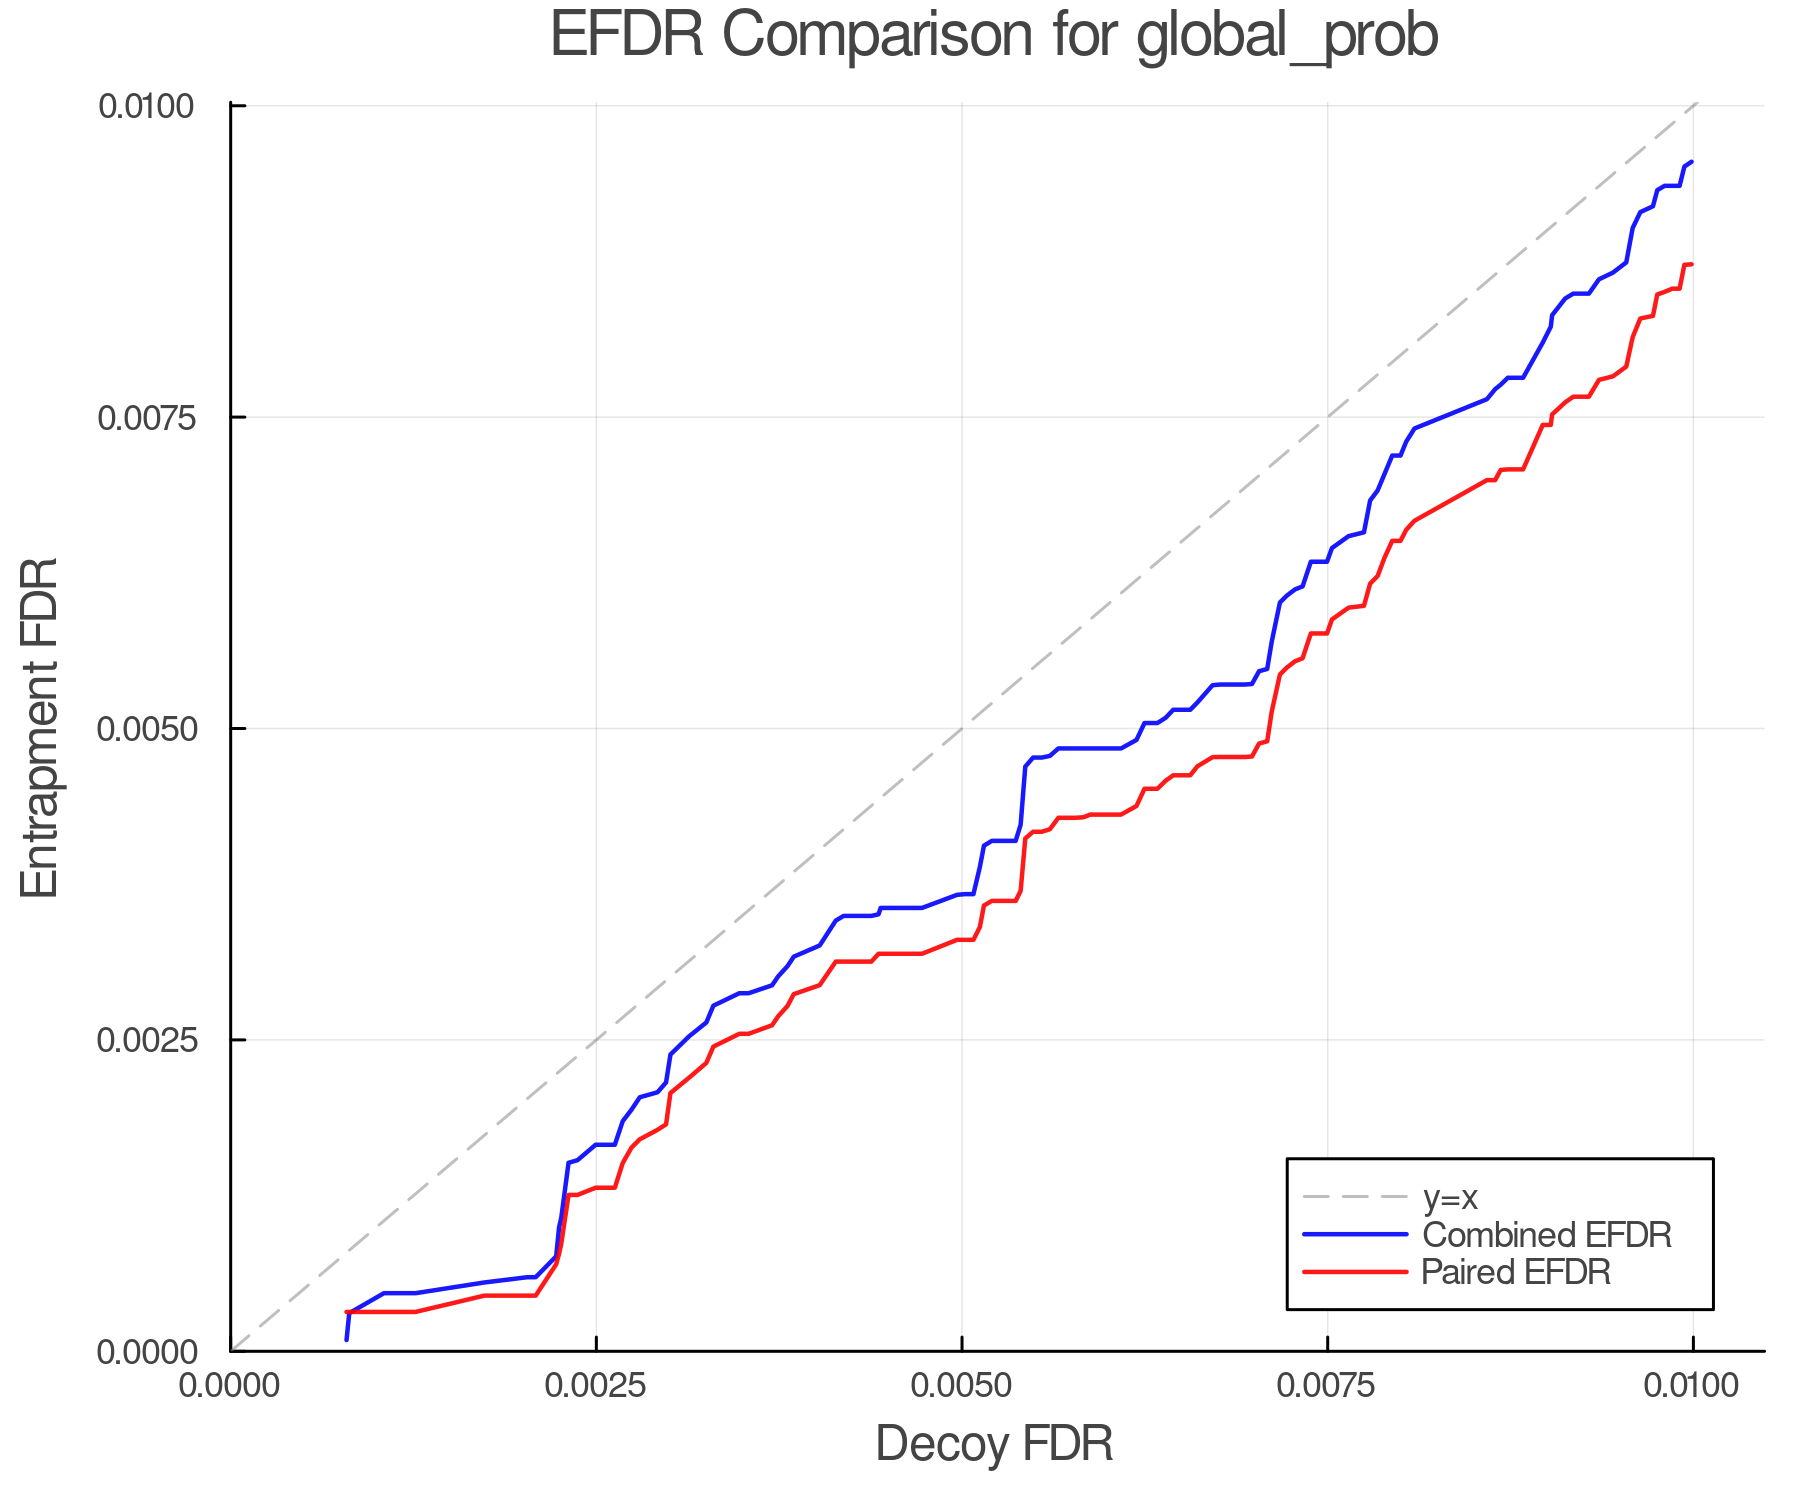 EFDR Comparison for global_prob
0.0100
0.0075
0.0050
0.0025
0.0000
Entrapment FDR
0.0000 0.0025 0.0050 0.0075 0.0100
Decoy FDR
y=x
Combined EFDR
Paired EFDR